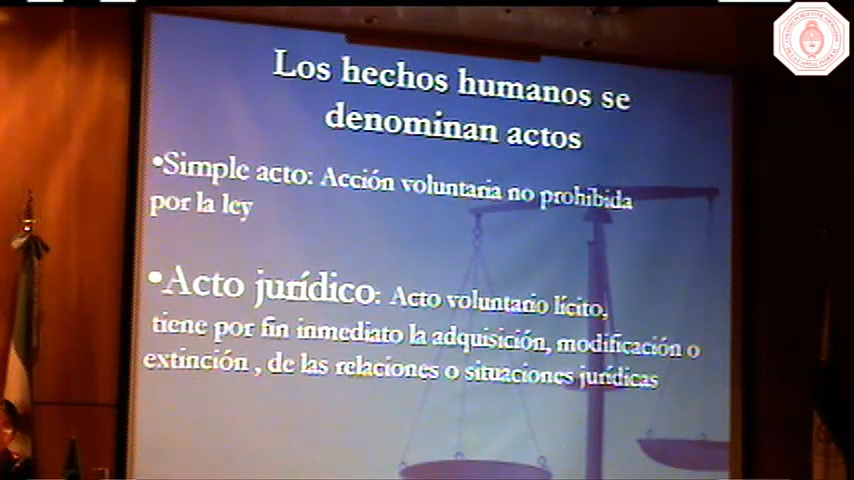 Los hechos humanos se
denominan actos
•Simple acto: Acción voluntaria no prohibida
por la ley
•Acto jurídico: Acto voluntario lícito,
tiene por fin inmediato la adquisición, modificación o
extinción , de las relaciones o situaciones jurídicas